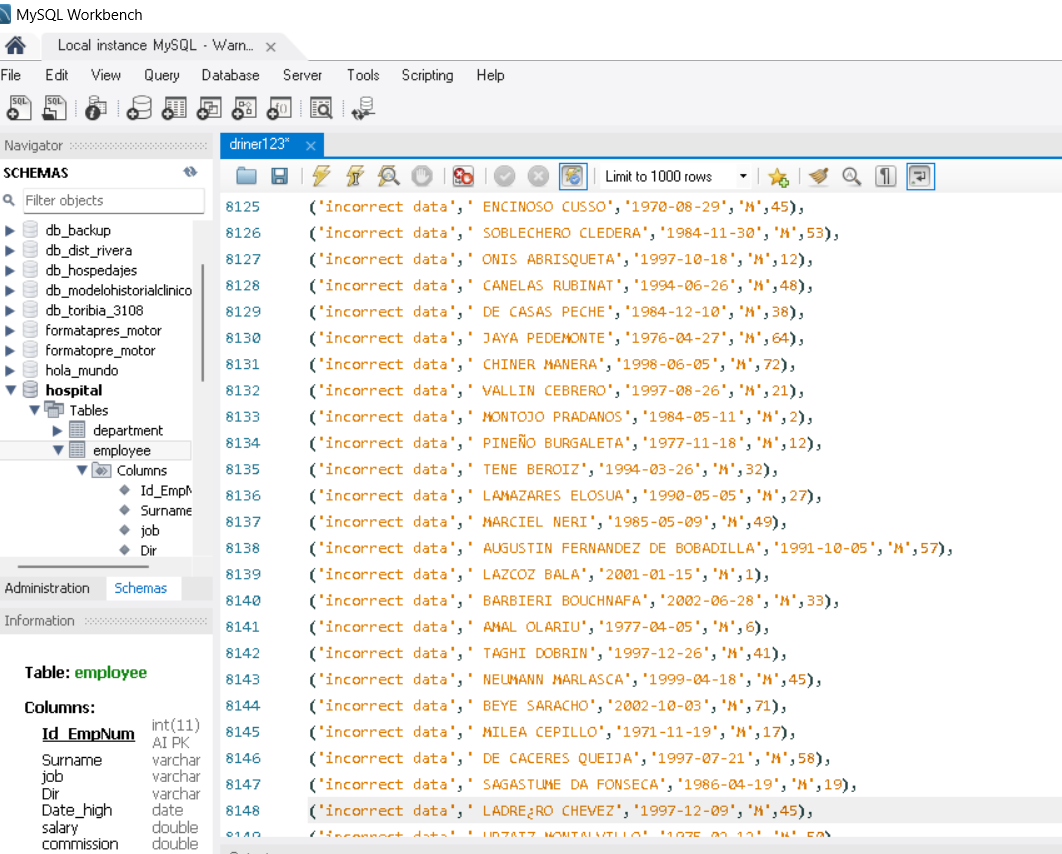 MySQL Workbench
Local instance MySQL - Warn...
File Edit View Query Database Server Tools Scripting Help
Navigator
SCHEMAS
Filter objects
db_backup
db_dist_rivera
db_hospedajes
db_modelohistorialclinico
db_toribia_3108
formatapres_motor
formatopre_motor
hola_mundo
hospital
Tables
department
employee
Columns
Id_EmpN
Surname
job
Dir
Administration Schemas
Information
Table: employee
Columns:
Id_EmpNum int(11) AI PK
Surname varchar
job varchar
Dir varchar
Date_high date
salary double
commission double
driner123*
Limit to 1000 rows
8125 ('incorrect data',' ENCINOSO CUSSO','1970-08-29','M',45),
8126 ('incorrect data',' SOBLECHERO CLEDERA','1984-11-30','M',53),
8127 ('incorrect data',' ONIS ABRISQUETA','1997-10-18','M',12),
8128 ('incorrect data',' CANELAS RUBINAT','1994-06-26','M',48),
8129 ('incorrect data',' DE CASAS PECHE','1984-12-10','M',38),
8130 ('incorrect data',' JAYA PEDEMONTE','1976-04-27','M',64),
8131 ('incorrect data',' CHINER MANERA','1998-06-05','M',72),
8132 ('incorrect data',' VALLIN CEBRERO','1997-08-26','M',21),
8133 ('incorrect data',' MONTOJO PRADANOS','1984-05-11','M',2),
8134 ('incorrect data',' PINEÑO BURGALETA','1977-11-18','M',12),
8135 ('incorrect data',' TENE BEROIZ','1994-03-26','M',32),
8136 ('incorrect data',' LAMAZARES ELOSUA','1990-05-05','M',27),
8137 ('incorrect data',' MARCIEL NERI','1985-05-09','M',49),
8138 ('incorrect data',' AUGUSTIN FERNANDEZ DE BOBADILLA','1991-10-05','M',57),
8139 ('incorrect data',' LAZCOZ BALA','2001-01-15','M',1),
8140 ('incorrect data',' BARBIERI BOUCHNAFA','2002-06-28','M',33),
8141 ('incorrect data',' AMAL OLARIU','1977-04-05','M',6),
8142 ('incorrect data',' TAGHI DOBRIN','1997-12-26','M',41),
8143 ('incorrect data',' NEUMANN MARLASCA','1999-04-18','M',45),
8144 ('incorrect data',' BEYE SARACHO','2002-10-03','M',71),
8145 ('incorrect data',' MILEA CEPILLO','1971-11-19','M',17),
8146 ('incorrect data',' DE CACERES QUEIJA','1997-07-21','M',58),
8147 ('incorrect data',' SAGASTUME DA FONSECA','1986-04-19','M',19),
8148 ('incorrect data',' LADRE¿RO CHEVEZ','1997-12-09','M',45),